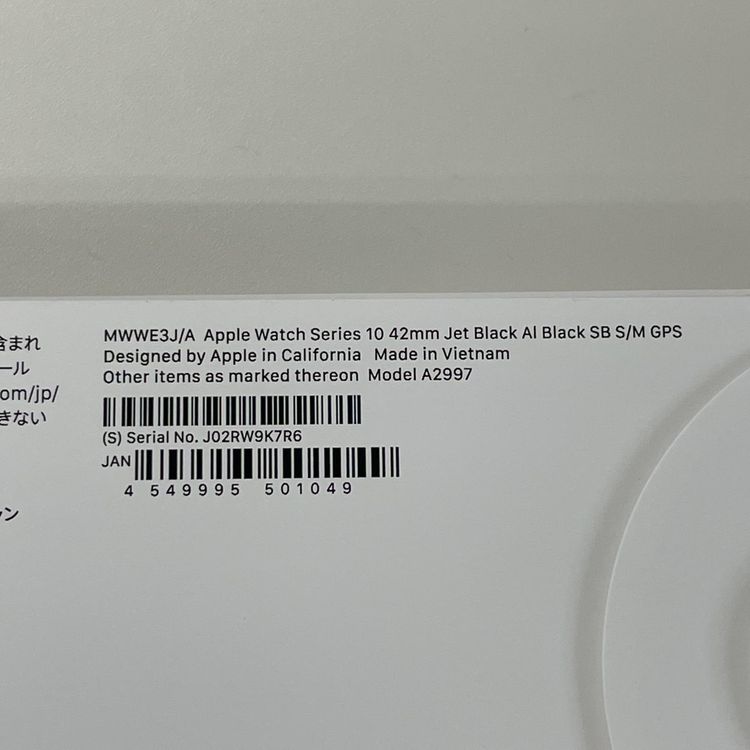 含まれ
ール
om/jp/
きない
ン
MWWE3J/A Apple Watch Series 10 42mm Jet Black Al Black SB S/M GPS
Designed by Apple in California Made in Vietnam
Other items as marked thereon Model A2997
(S) Serial No. J02RW9K7R6
JAN
4 549995 501049